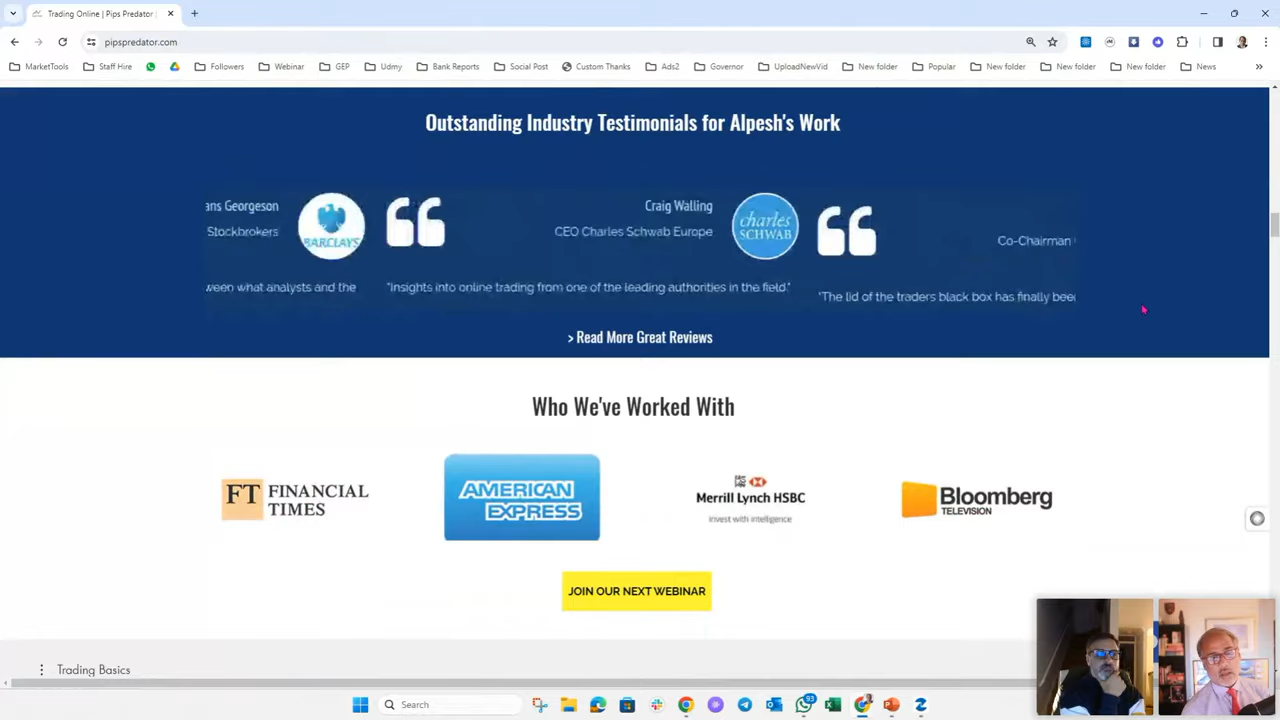 Trading Online | Pips Predator |
pipspredator.com
MarketTools
Staff Hire
Followers
Webinar
GEP
Udmy
Bank Reports
Social Post
Custom Thanks
Ads2
Governor
UploadNewVid
New folder
Popular
New folder
New folder
New folder
News
Outstanding Industry Testimonials for Alpesh's Work
ans Georgeson
Stockbrokers
BARCLAYS
ween what analysts and the
Craig Walling
CEO Charles Schwab Europe
charles
SCHWAB
"Insights into online trading from one of the leading authorities in the field."
Co-Chairman
"The lid of the traders black box has finally been
> Read More Great Reviews
Who We've Worked With
FT FINANCIAL
TIMES
AMERICAN
EXPRESS
Merrill Lynch HSBC
invest with intelligence
Bloomberg
TELEVISION
JOIN OUR NEXT WEBINAR
Trading Basics
Search
93